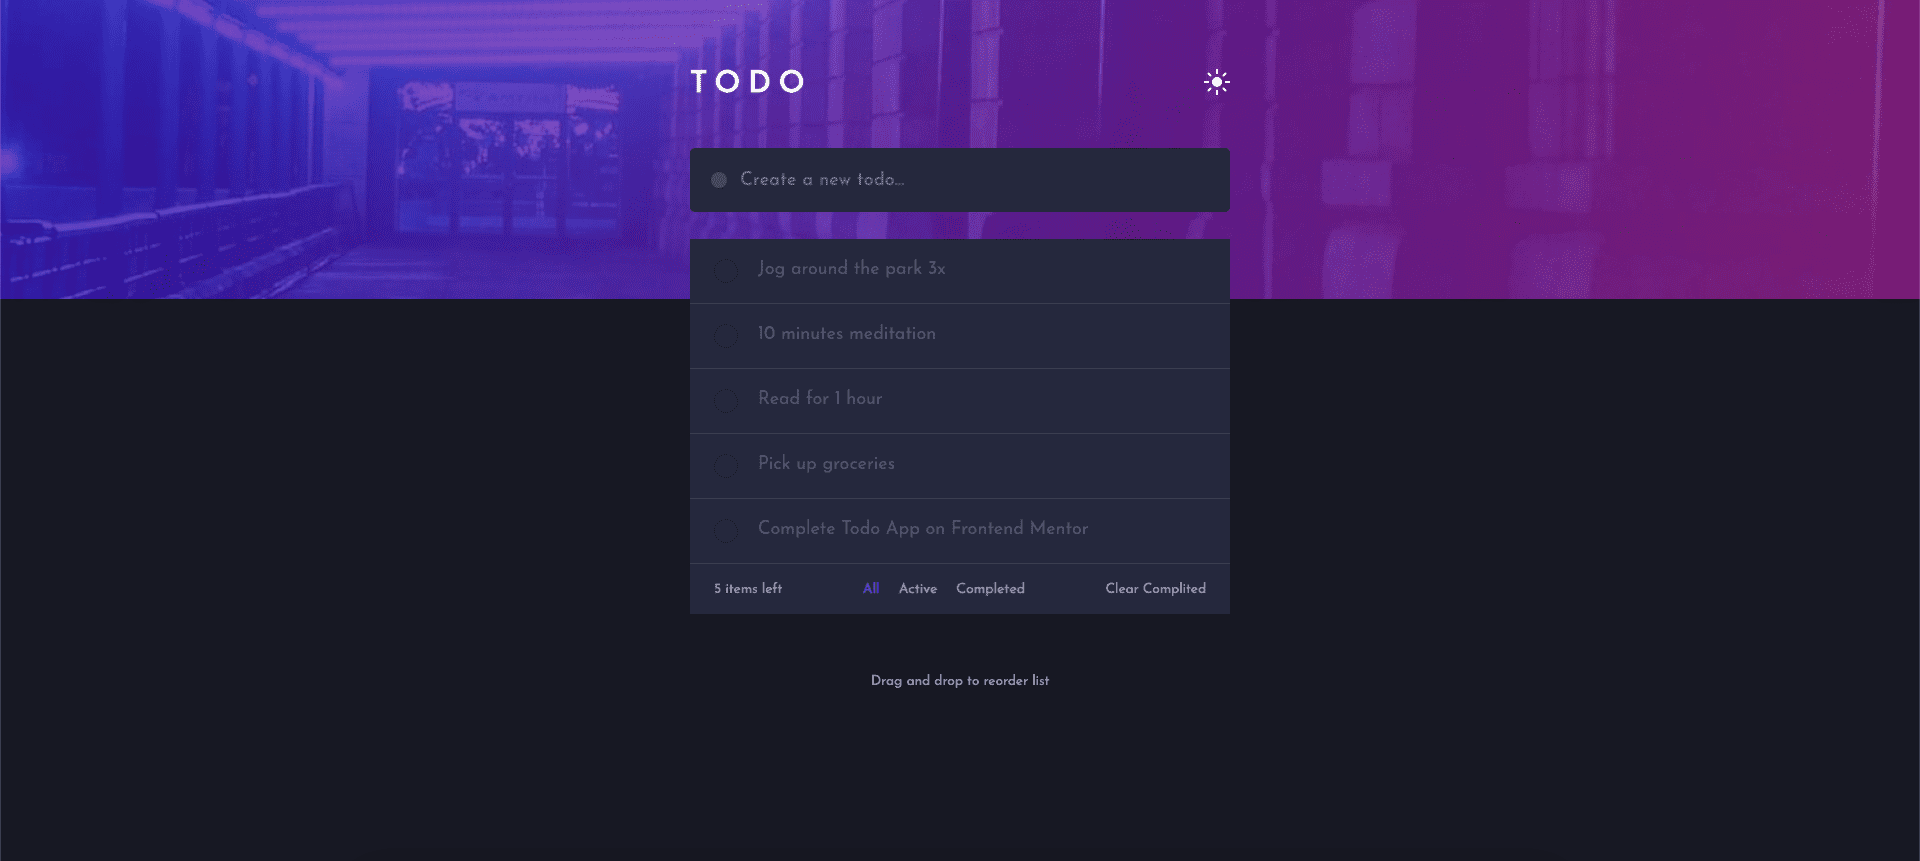 TODO
Create a new todo...
Jog around the park 3x
10 minutes meditation
Read for 1 hour
Pick up groceries
Complete Todo App on Frontend Mentor
5 items left
All Active Completed
Clear Complited
Drag and drop to reorder list